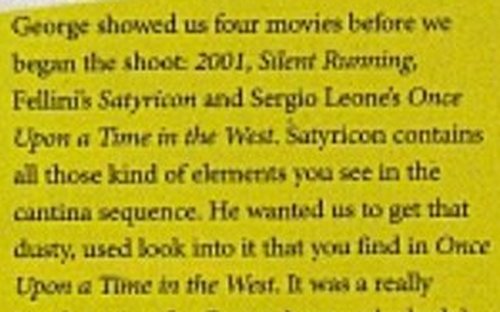 George showed us four movies before we
began the shoot: 2001, Silent Running,
Fellini's Satyricon and Sergio Leone's Once
Upon a Time in the West. Satyricon contains
all those kind of elements you see in the
cantina sequence. He wanted us to get that
dusty, used look into it that you find in Once
Upon a Time in the West. It was a really